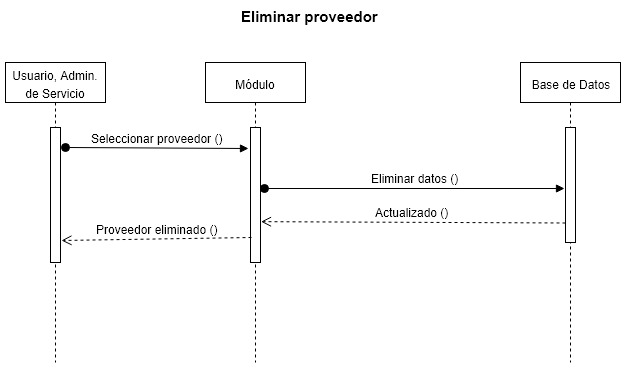 Eliminar proveedor
Usuario, Admin.
de Servicio
Módulo
Base de Datos
Seleccionar proveedor ()
Eliminar datos ()
Actualizado ()
Proveedor eliminado ()